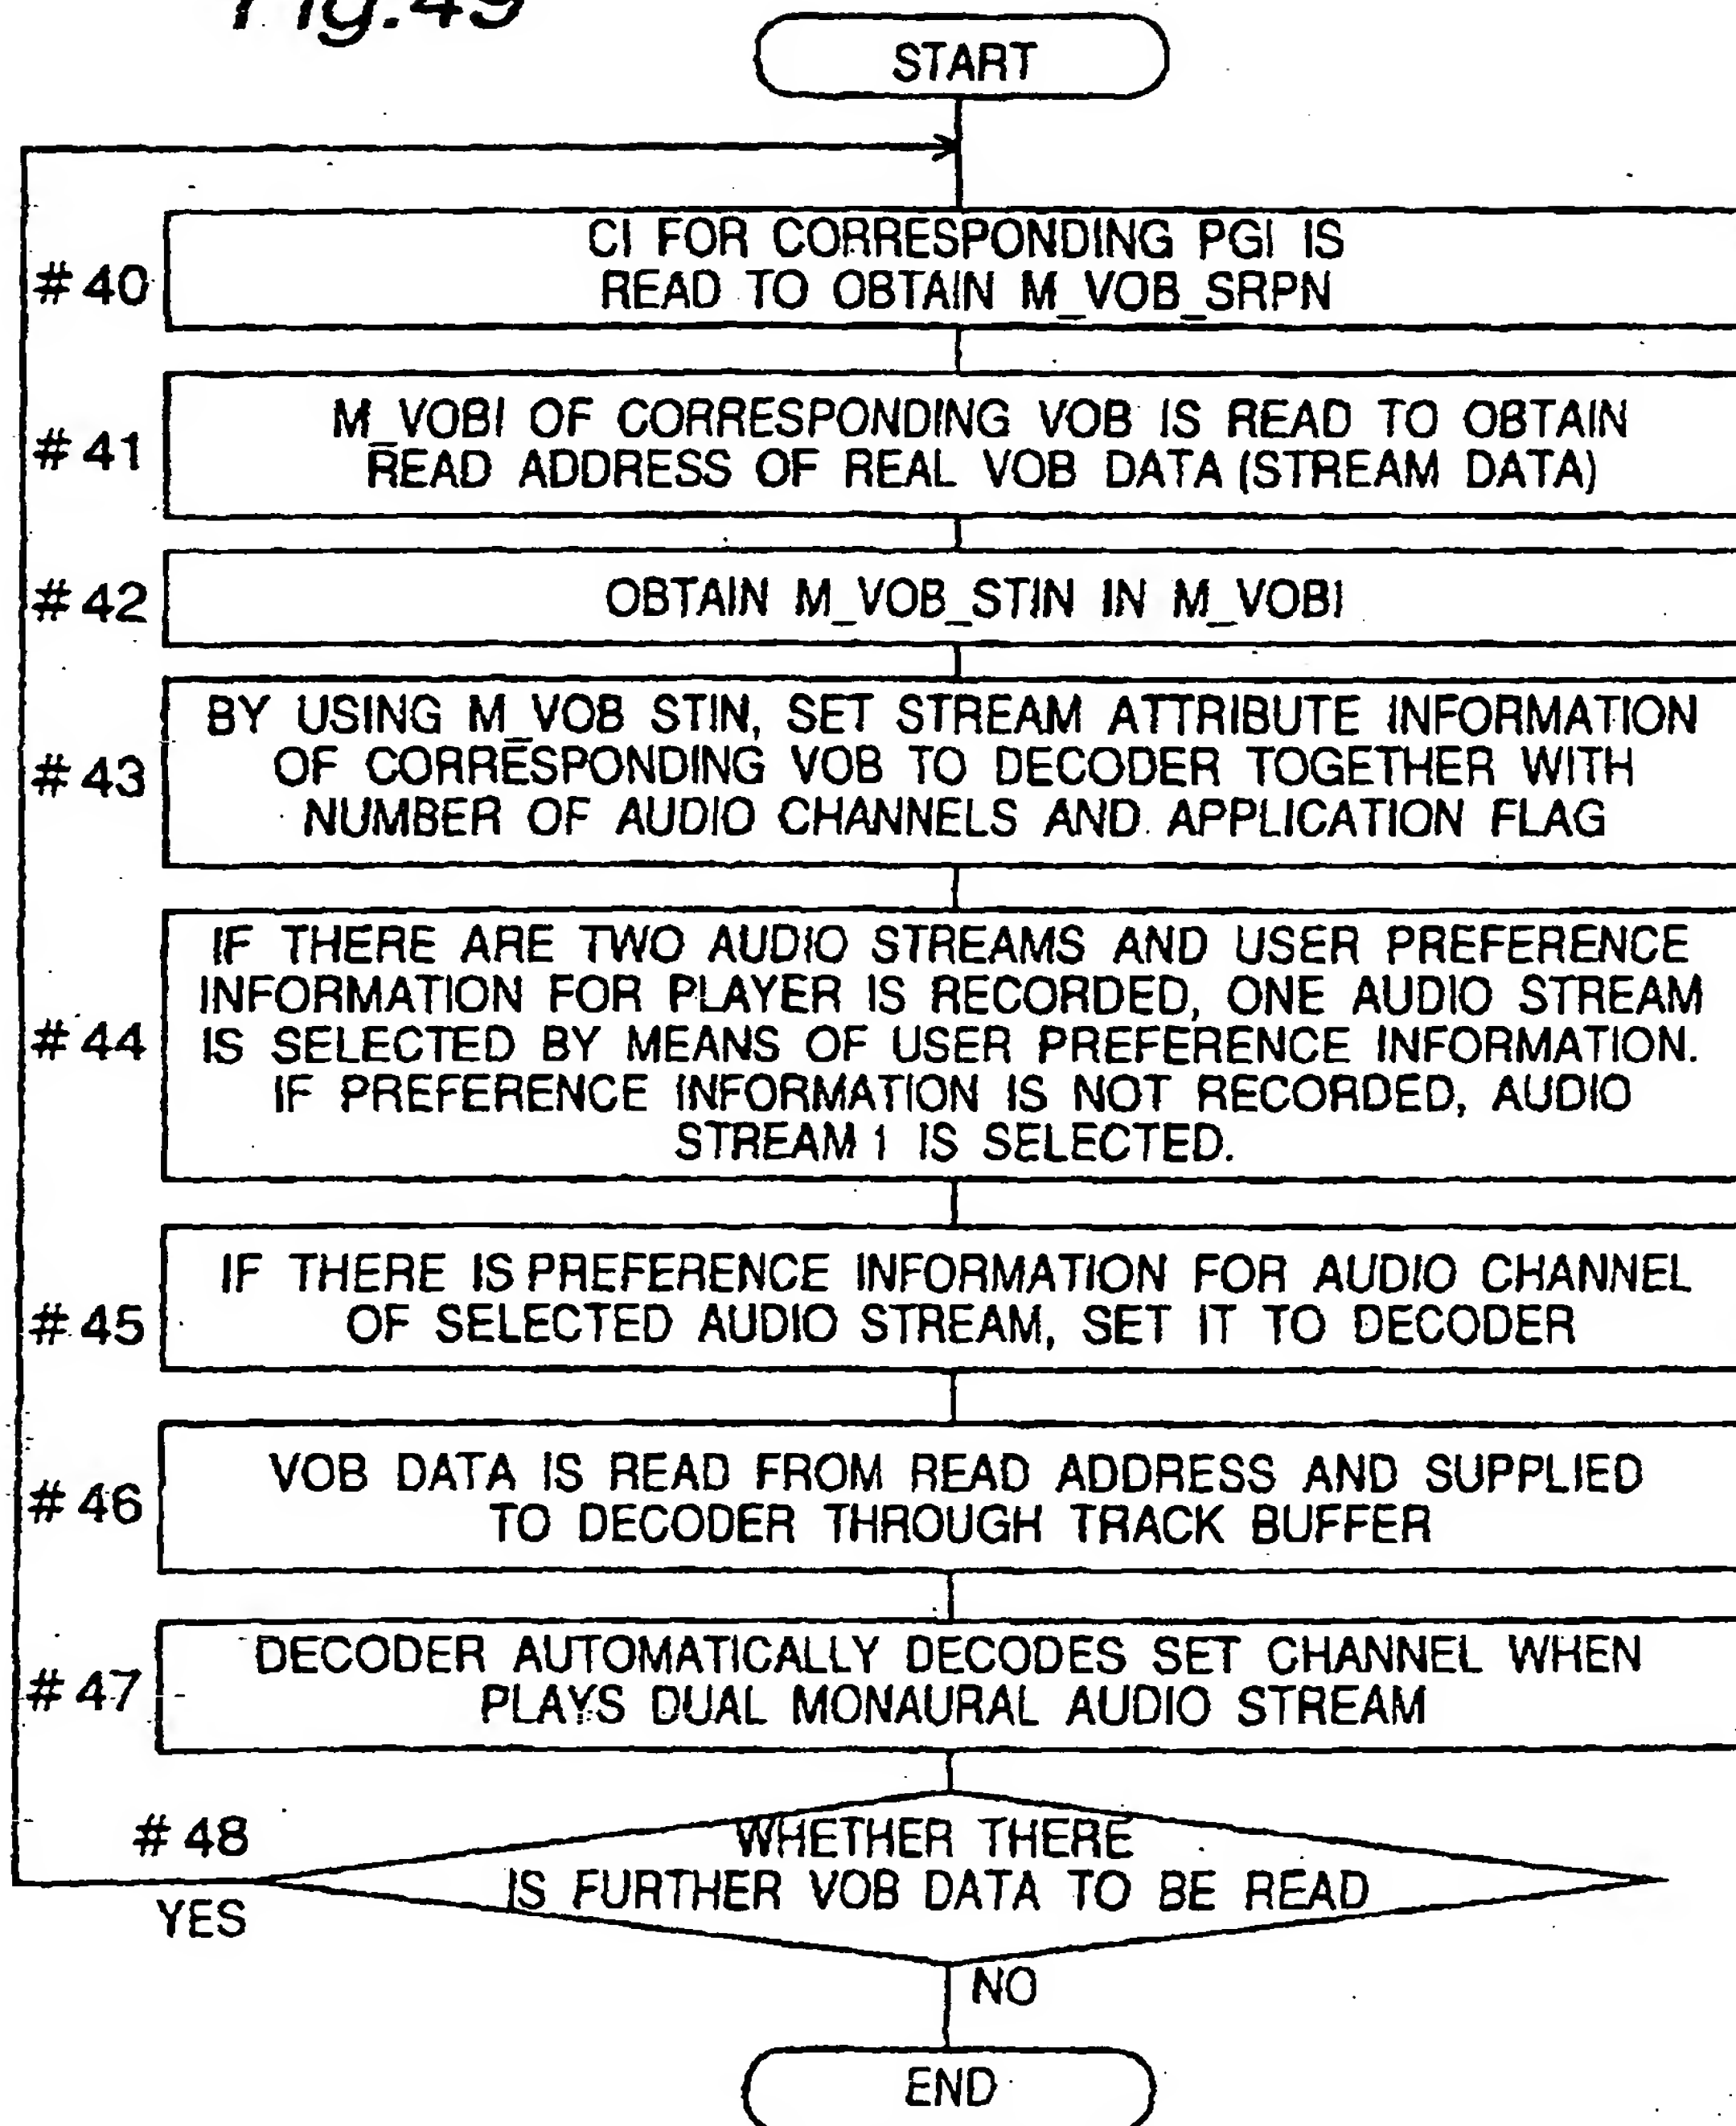 Fig.49
START
#40
CI FOR CORRESPONDING PGI IS
READ TO OBTAIN M_VOB_SRPN
#41
M_VOBI OF CORRESPONDING VOB IS READ TO OBTAIN
READ ADDRESS OF REAL VOB DATA (STREAM DATA)
#42
OBTAIN M_VOB_STIN IN M_VOBI
#43
BY USING M_VOB STIN, SET STREAM ATTRIBUTE INFORMATION
OF CORRESPONDING VOB TO DECODER TOGETHER WITH
NUMBER OF AUDIO CHANNELS AND APPLICATION FLAG
#44
IF THERE ARE TWO AUDIO STREAMS AND USER PREFERENCE
INFORMATION FOR PLAYER IS RECORDED, ONE AUDIO STREAM
IS SELECTED BY MEANS OF USER PREFERENCE INFORMATION.
IF PREFERENCE INFORMATION IS NOT RECORDED, AUDIO
STREAM 1 IS SELECTED.
#45
IF THERE IS PREFERENCE INFORMATION FOR AUDIO CHANNEL
OF SELECTED AUDIO STREAM, SET IT TO DECODER
#46
VOB DATA IS READ FROM READ ADDRESS AND SUPPLIED
TO DECODER THROUGH TRACK BUFFER
#47
DECODER AUTOMATICALLY DECODES SET CHANNEL WHEN
PLAYS DUAL MONAURAL AUDIO STREAM
#48
WHETHER THERE
IS FURTHER VOB DATA TO BE READ
YES
NO
END